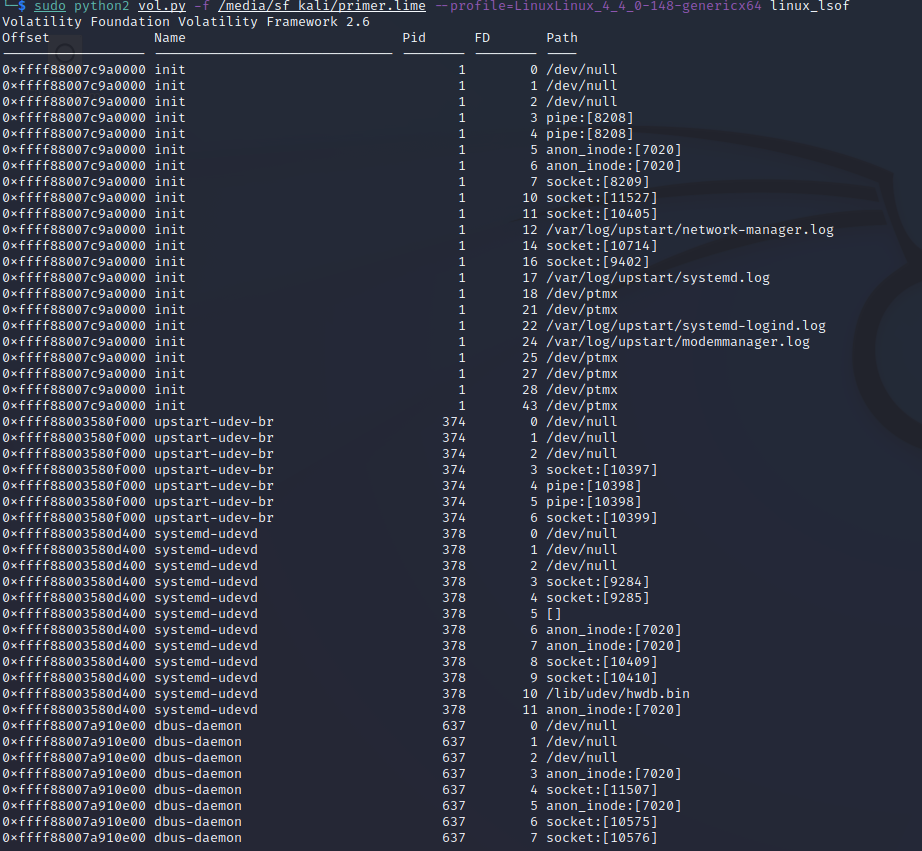 └─$ sudo python2 vol.py -f /media/sf_kali/primer.lime --profile=LinuxLinux_4_4_0-148-genericx64 linux_lsof
Volatility Foundation Volatility Framework 2.6
Offset Name Pid FD Path
0×ffff88007c9a0000 init 1 0 /dev/null
0×ffff88007c9a0000 init 1 1 /dev/null
0×ffff88007c9a0000 init 1 2 /dev/null
0×ffff88007c9a0000 init 1 3 pipe:[8208]
0×ffff88007c9a0000 init 1 4 pipe:[8208]
0×ffff88007c9a0000 init 1 5 anon_inode:[7020]
0×ffff88007c9a0000 init 1 6 anon_inode:[7020]
0×ffff88007c9a0000 init 1 7 socket:[8209]
0×ffff88007c9a0000 init 1 10 socket:[11527]
0×ffff88007c9a0000 init 1 11 socket:[10405]
0×ffff88007c9a0000 init 1 12 /var/log/upstart/network-manager.log
0×ffff88007c9a0000 init 1 14 socket:[10714]
0×ffff88007c9a0000 init 1 16 socket:[9402]
0×ffff88007c9a0000 init 1 17 /var/log/upstart/systemd.log
0×ffff88007c9a0000 init 1 18 /dev/ptmx
0×ffff88007c9a0000 init 1 21 /dev/ptmx
0×ffff88007c9a0000 init 1 22 /var/log/upstart/systemd-logind.log
0×ffff88007c9a0000 init 1 24 /var/log/upstart/modemmanager.log
0×ffff88007c9a0000 init 1 25 /dev/ptmx
0×ffff88007c9a0000 init 1 27 /dev/ptmx
0×ffff88007c9a0000 init 1 28 /dev/ptmx
0×ffff88007c9a0000 init 1 43 /dev/ptmx
0×ffff88003580f000 upstart-udev-br 374 0 /dev/null
0×ffff88003580f000 upstart-udev-br 374 1 /dev/null
0×ffff88003580f000 upstart-udev-br 374 2 /dev/null
0×ffff88003580f000 upstart-udev-br 374 3 socket:[10397]
0×ffff88003580f000 upstart-udev-br 374 4 pipe:[10398]
0×ffff88003580f000 upstart-udev-br 374 5 pipe:[10398]
0×ffff88003580f000 upstart-udev-br 374 6 socket:[10399]
0×ffff88003580d400 systemd-udevd 378 0 /dev/null
0×ffff88003580d400 systemd-udevd 378 1 /dev/null
0×ffff88003580d400 systemd-udevd 378 2 /dev/null
0×ffff88003580d400 systemd-udevd 378 3 socket:[9284]
0×ffff88003580d400 systemd-udevd 378 4 socket:[9285]
0×ffff88003580d400 systemd-udevd 378 5 []
0×ffff88003580d400 systemd-udevd 378 6 anon_inode:[7020]
0×ffff88003580d400 systemd-udevd 378 7 anon_inode:[7020]
0×ffff88003580d400 systemd-udevd 378 8 socket:[10409]
0×ffff88003580d400 systemd-udevd 378 9 socket:[10410]
0×ffff88003580d400 systemd-udevd 378 10 /lib/udev/hwdb.bin
0×ffff88003580d400 systemd-udevd 378 11 anon_inode:[7020]
0×ffff88007a910e00 dbus-daemon 637 0 /dev/null
0×ffff88007a910e00 dbus-daemon 637 1 /dev/null
0×ffff88007a910e00 dbus-daemon 637 2 /dev/null
0×ffff88007a910e00 dbus-daemon 637 3 anon_inode:[7020]
0×ffff88007a910e00 dbus-daemon 637 4 socket:[11507]
0×ffff88007a910e00 dbus-daemon 637 5 anon_inode:[7020]
0×ffff88007a910e00 dbus-daemon 637 6 socket:[10575]
0×ffff88007a910e00 dbus-daemon 637 7 socket:[10576]